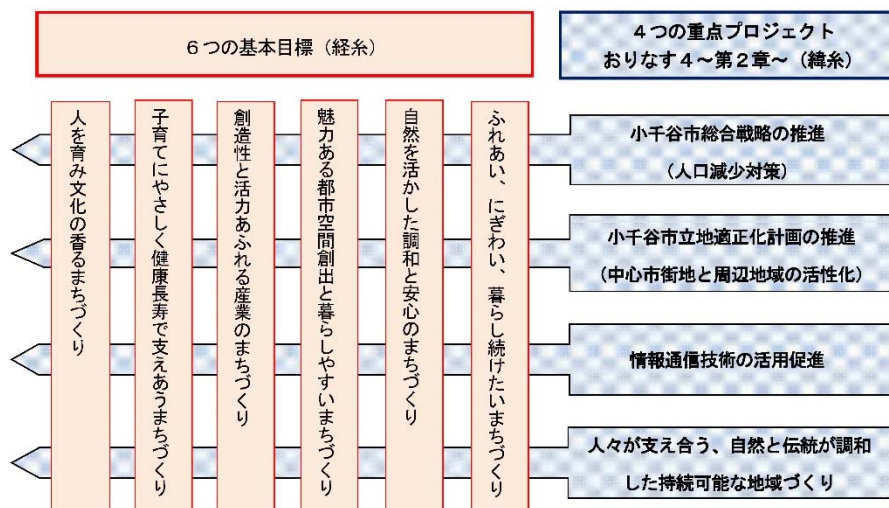 ６つの基本目標（経糸）
４つの重点プロジェクト
おりなす４～第２章～（緯糸）
ふれあい、にぎわい、暮らし続けたいまちづくり
自然を活かした調和と安心のまちづくり
魅力ある都市空間創出と暮らしやすいまちづくり
創造性と活力あふれる産業のまちづくり
子育てにやさしく健康長寿で支えあうまちづくり
人を育み文化の香るまちづくり
小千谷市総合戦略の推進
（人口減少対策）
小千谷市立地適正化計画の推進
（中心市街地と周辺地域の活性化）
情報通信技術の活用促進
人々が支え合う、自然と伝統が調和
した持続可能な地域づくり